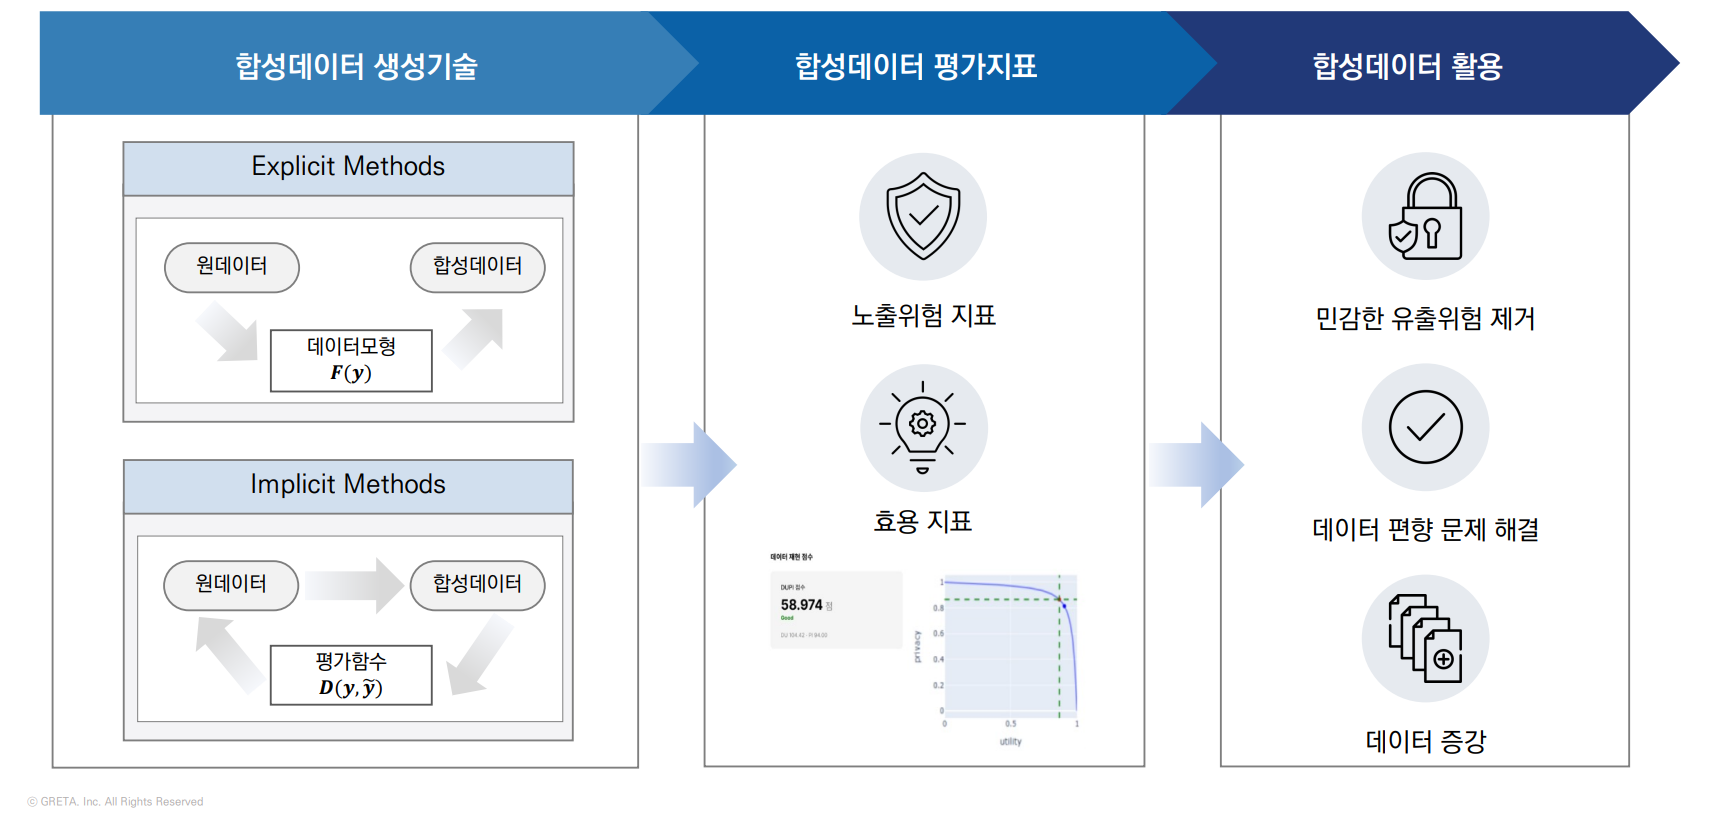 합성데이터 생성기술
합성데이터 평가지표
합성데이터 활용
Explicit Methods
원데이터
합성데이터
데이터모형
F(y)
Implicit Methods
원데이터
합성데이터
평가함수
D(y, ỹ)
노출위험 지표
효용 지표
데이터 재현 점수
DUPI 점수
58.974 점
Good
privacy
1
0.8
0.6
0.4
0.2
0
0 0.5 1
utility
민감한 유출위험 제거
데이터 편향 문제 해결
데이터 증강
ⓒ GRETA. Inc. All Rights Reserved